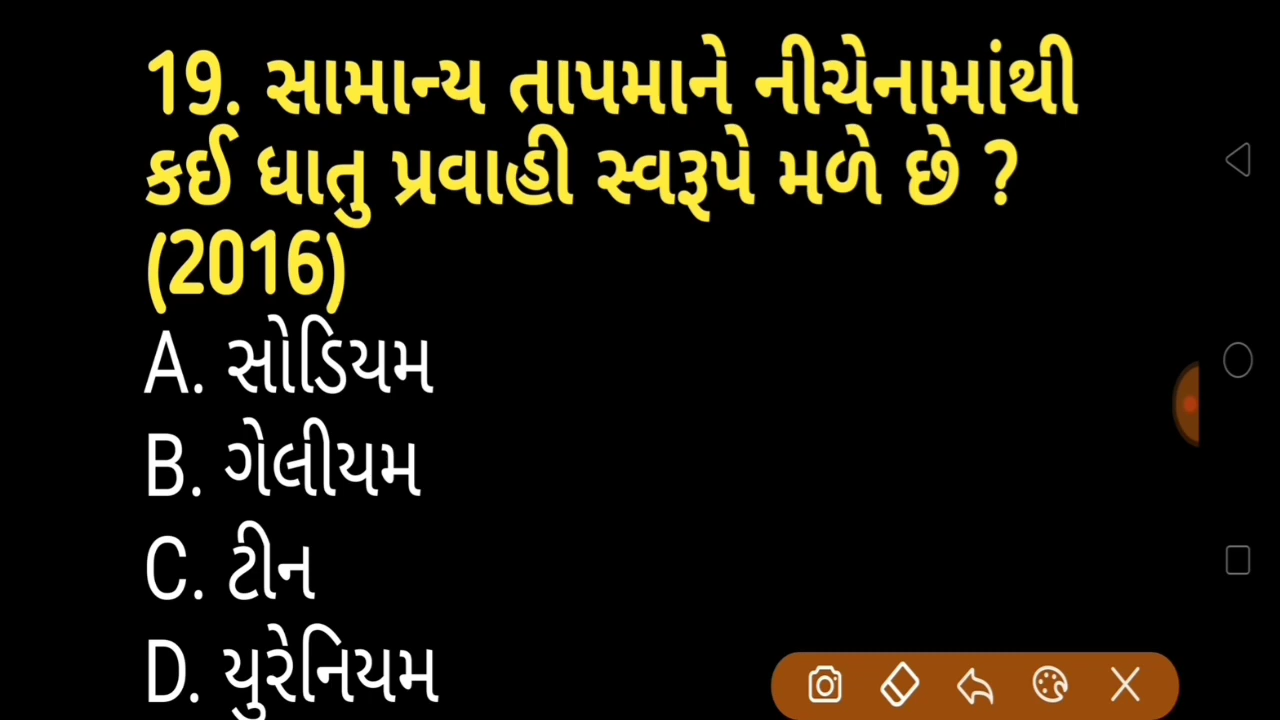 19. સામાન્ય તાપમાને નીચેનામાંથી
કઈ ધાતુ પ્રવાહી સ્વરૂપે મળે છે ?
(2016)
A. સોડિયમ
B. ગેલીયમ
C. ટીન
D. યુરેનિયમ